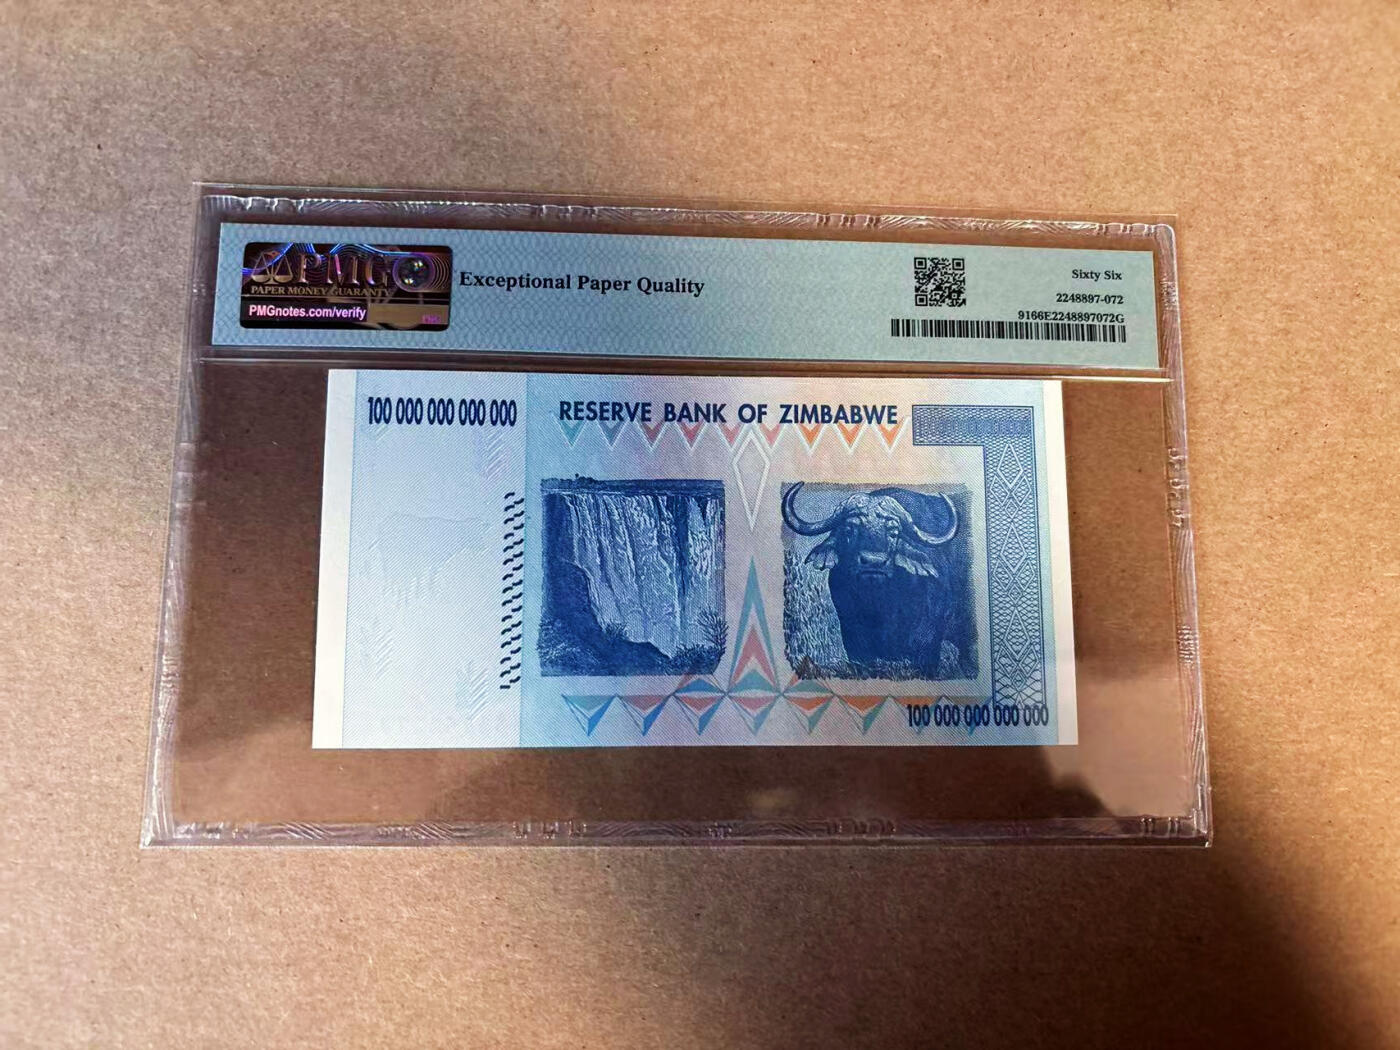 PMG
PAPER MONEY GUARANTY
PMGnotes.com/verify
PMG
Exceptional Paper Quality
Sixty Six
2248897-072
9166E2248897072G
100 000 000 000 000
RESERVE BANK OF ZIMBABWE
100 000 000 000 000